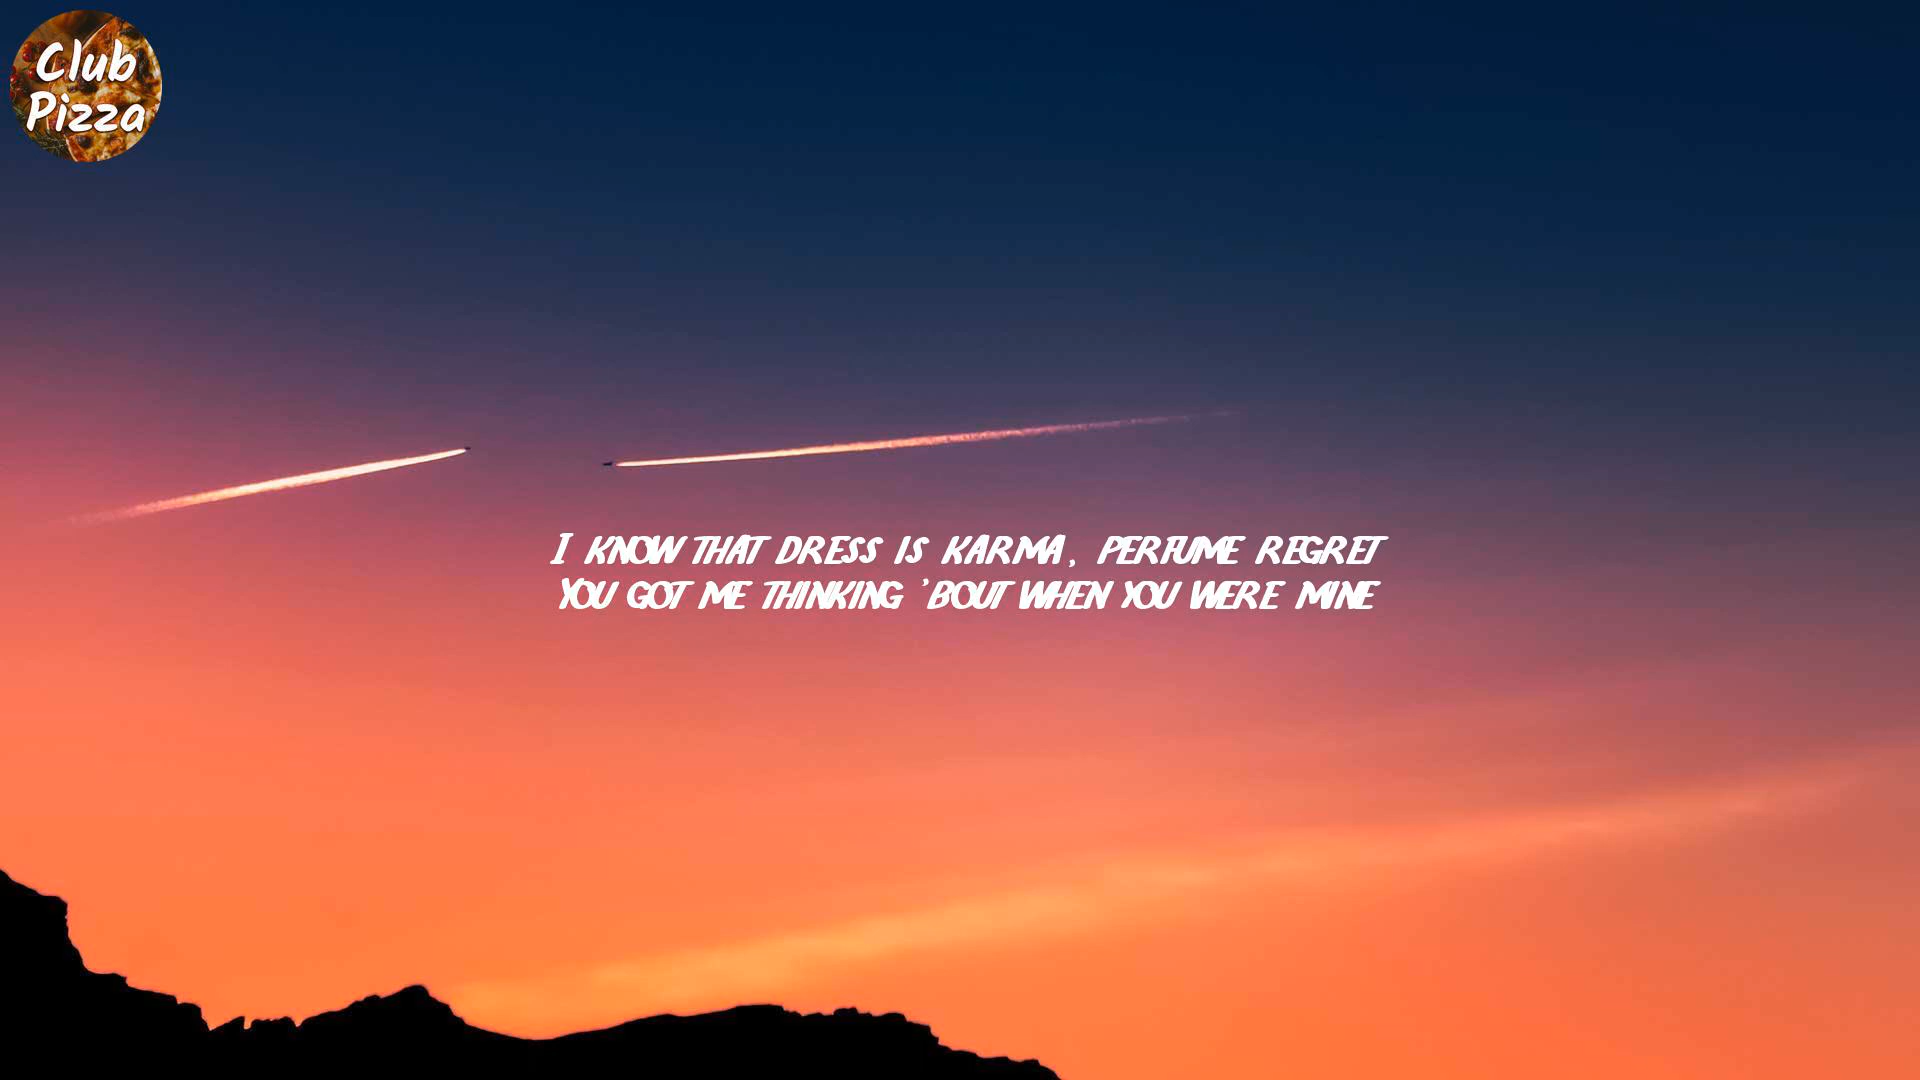 Club
Pizza
I KNOW THAT DRESS IS KARMA, PERFUME REGRET
YOU GOT ME THINKING 'BOUT WHEN YOU WERE MINE